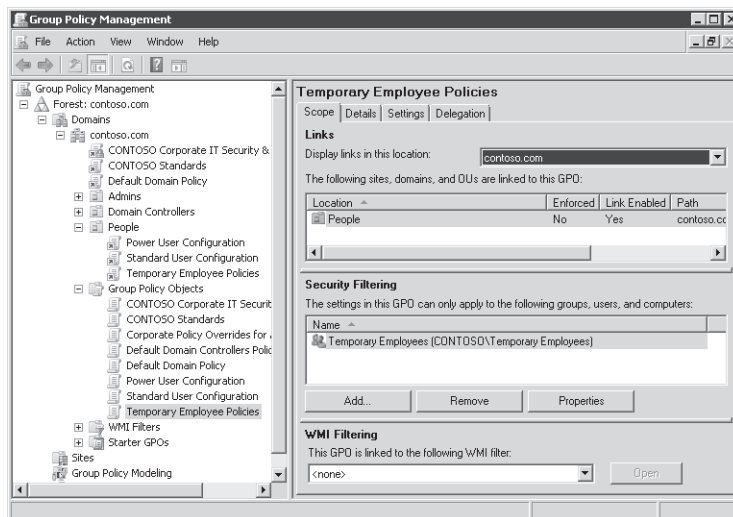 Group Policy Management
File Action View Window Help
Group Policy Management
Forest: contoso.com
Domains
contoso.com
CONTOSO Corporate IT Security &
CONTOSO Standards
Default Domain Policy
Admins
Domain Controllers
People
Power User Configuration
Standard User Configuration
Temporary Employee Policies
Group Policy Objects
CONTOSO Corporate IT Securit
CONTOSO Standards
Corporate Policy Overrides for
Default Domain Controllers Polic
Default Domain Policy
Power User Configuration
Standard User Configuration
Temporary Employee Policies
WMI Filters
Starter GPOs
Sites
Group Policy Modeling
Temporary Employee Policies
Scope Details Settings Delegation
Links
Display links in this location: contoso.com
The following sites, domains, and OUs are linked to this GPO:
Location Enforced Link Enabled Path
People No Yes contoso.cc
Security Filtering
The settings in this GPO can only apply to the following groups, users, and computers:
Name
Temporary Employees (CONTOSO\Temporary Employees)
Add... Remove Properties
WMI Filtering
This GPO is linked to the following WMI filter:
<none> Open